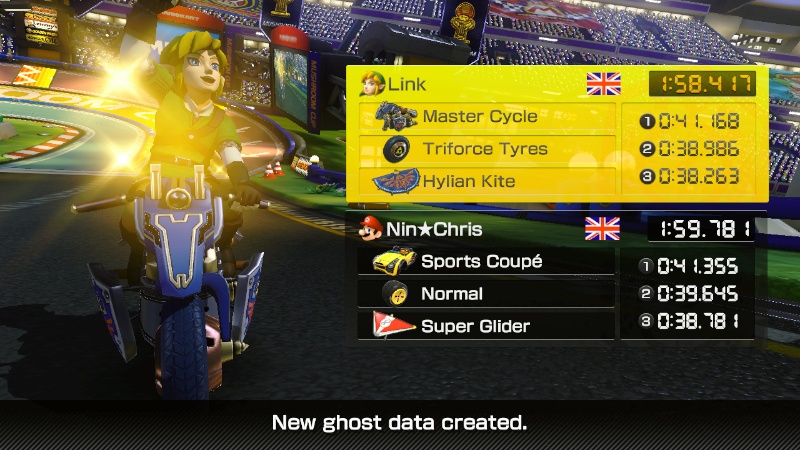 Link 1:58.417
Master Cycle
Triforce Tyres
Hylian Kite
1 0:41.168
2 0:38.986
3 0:38.263
Nin★Chris 1:59.781
Sports Coupé
Normal
Super Glider
1 0:41.355
2 0:39.645
3 0:38.781
New ghost data created.
MUSHROOM CUP